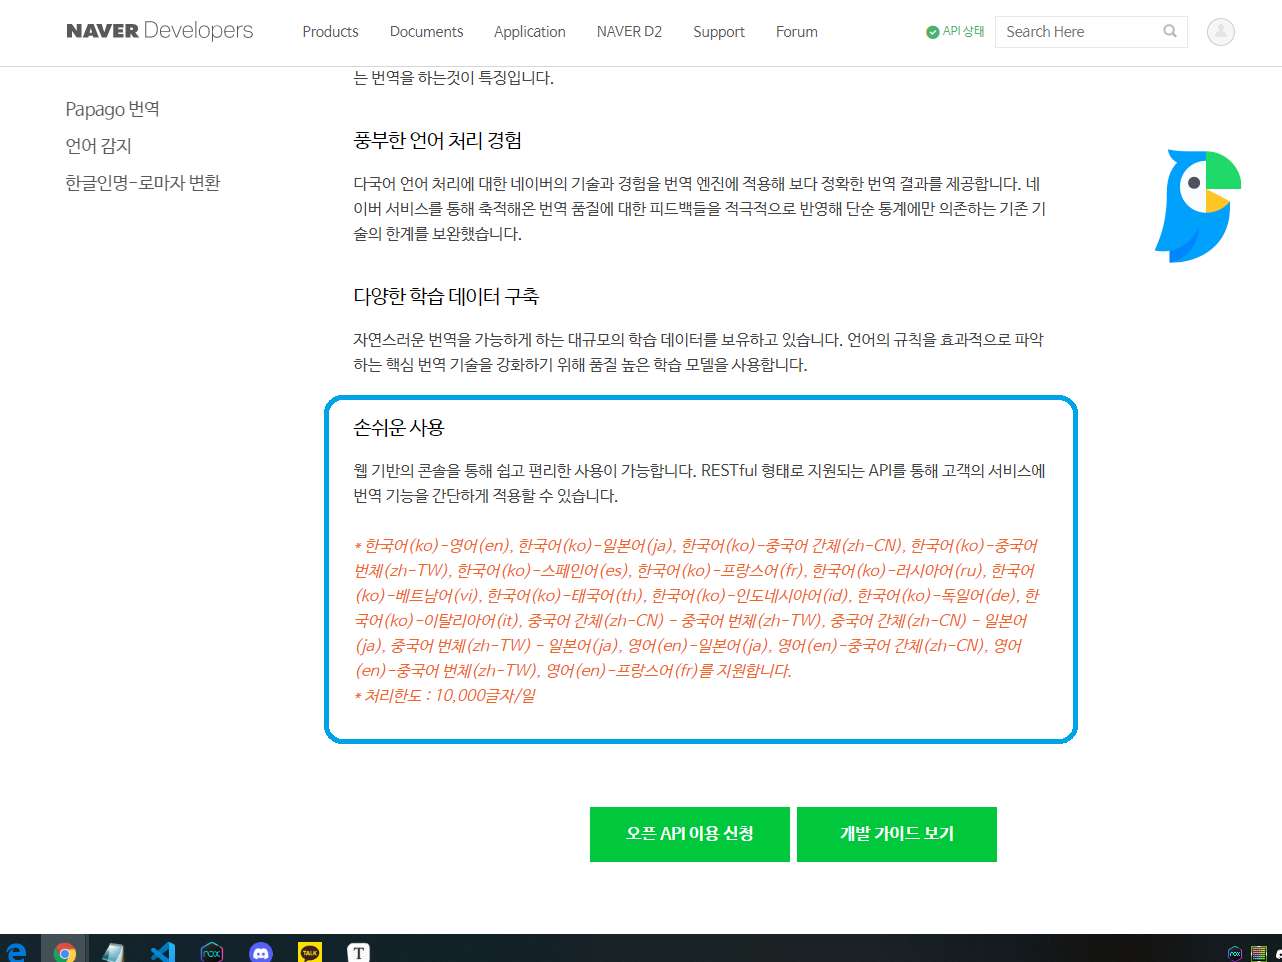 NAVER Developers
Products
Documents
Application
NAVER D2
Support
Forum
API 상태
Search Here
는 번역을 하는것이 특징입니다.
Papago 번역
언어 감지
한글인명-로마자 변환
풍부한 언어 처리 경험
다국어 언어 처리에 대한 네이버의 기술과 경험을 번역 엔진에 적용해 보다 정확한 번역 결과를 제공합니다. 네
이버 서비스를 통해 축적해온 번역 품질에 대한 피드백들을 적극적으로 반영해 단순 통계에만 의존하는 기존 기
술의 한계를 보완했습니다.
다양한 학습 데이터 구축
자연스러운 번역을 가능하게 하는 대규모의 학습 데이터를 보유하고 있습니다. 언어의 규칙을 효과적으로 파악
하는 핵심 번역 기술을 강화하기 위해 품질 높은 학습 모델을 사용합니다.
손쉬운 사용
웹 기반의 콘솔을 통해 쉽고 편리한 사용이 가능합니다. RESTful 형태로 지원되는 API를 통해 고객의 서비스에
번역 기능을 간단하게 적용할 수 있습니다.
* 한국어(ko)-영어(en), 한국어(ko)-일본어(ja), 한국어(ko)-중국어 간체(zh-CN), 한국어(ko)-중국어
번체(zh-TW), 한국어(ko)-스페인어(es), 한국어(ko)-프랑스어(fr), 한국어(ko)-러시아어(ru), 한국어
(ko)-베트남어(vi), 한국어(ko)-태국어(th), 한국어(ko)-인도네시아어(id), 한국어(ko)-독일어(de), 한
국어(ko)-이탈리아어(it), 중국어 간체(zh-CN) - 중국어 번체(zh-TW), 중국어 간체(zh-CN) - 일본어
(ja), 중국어 번체(zh-TW) - 일본어(ja), 영어(en)-일본어(ja), 영어(en)-중국어 간체(zh-CN), 영어
(en)-중국어 번체(zh-TW), 영어(en)-프랑스어(fr)를 지원합니다.
* 처리한도 : 10,000글자/일
오픈 API 이용 신청
개발 가이드 보기
nox
TALK
T
nox